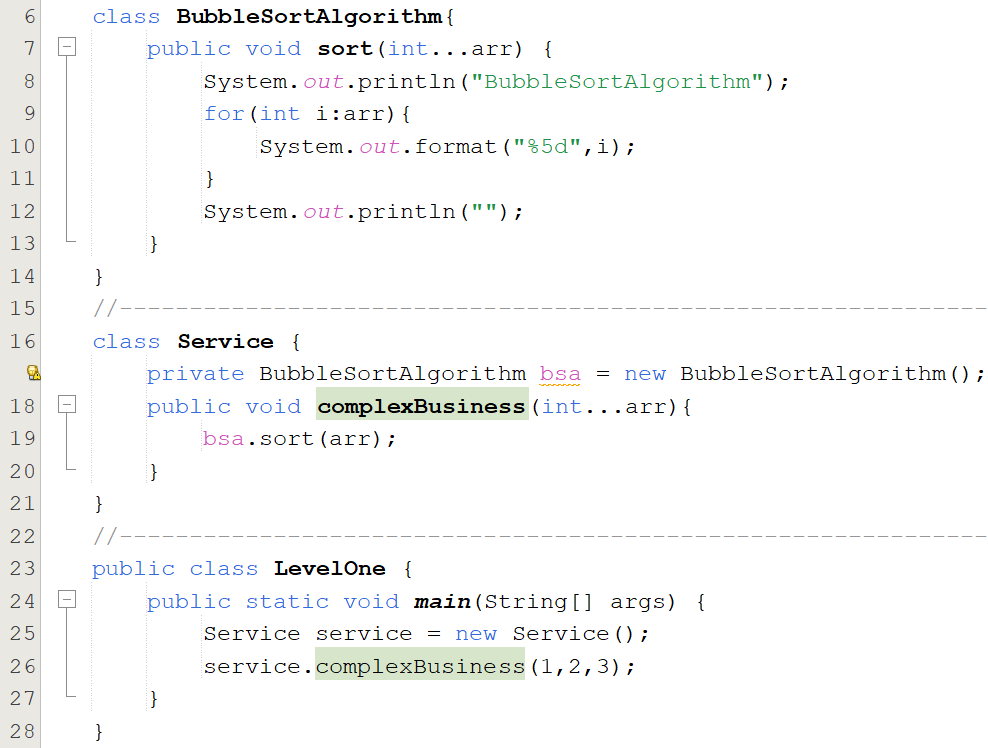 6 class BubbleSortAlgorithm{
7 public void sort(int...arr) {
8 System.out.println("BubbleSortAlgorithm");
9 for(int i:arr){
10 System.out.format("%5d",i);
11 }
12 System.out.println("");
13 }
14 }
15 //--------------------------------------------------------------
16 class Service {
private BubbleSortAlgorithm bsa = new BubbleSortAlgorithm();
18 public void complexBusiness(int...arr){
19 bsa.sort(arr);
20 }
21 }
22 //--------------------------------------------------------------
23 public class LevelOne {
24 public static void main(String[] args) {
25 Service service = new Service();
26 service.complexBusiness(1,2,3);
27 }
28 }